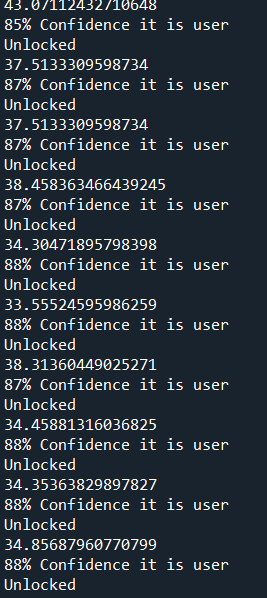 43.07112432710648
85% Confidence it is user
Unlocked
37.5133309598734
87% Confidence it is user
Unlocked
37.5133309598734
87% Confidence it is user
Unlocked
38.458363466439245
87% Confidence it is user
Unlocked
34.30471895798398
88% Confidence it is user
Unlocked
33.55524595986259
88% Confidence it is user
Unlocked
38.31360449025271
87% Confidence it is user
Unlocked
34.45881316036825
88% Confidence it is user
Unlocked
34.35363829897827
88% Confidence it is user
Unlocked
34.85687960770799
88% Confidence it is user
Unlocked